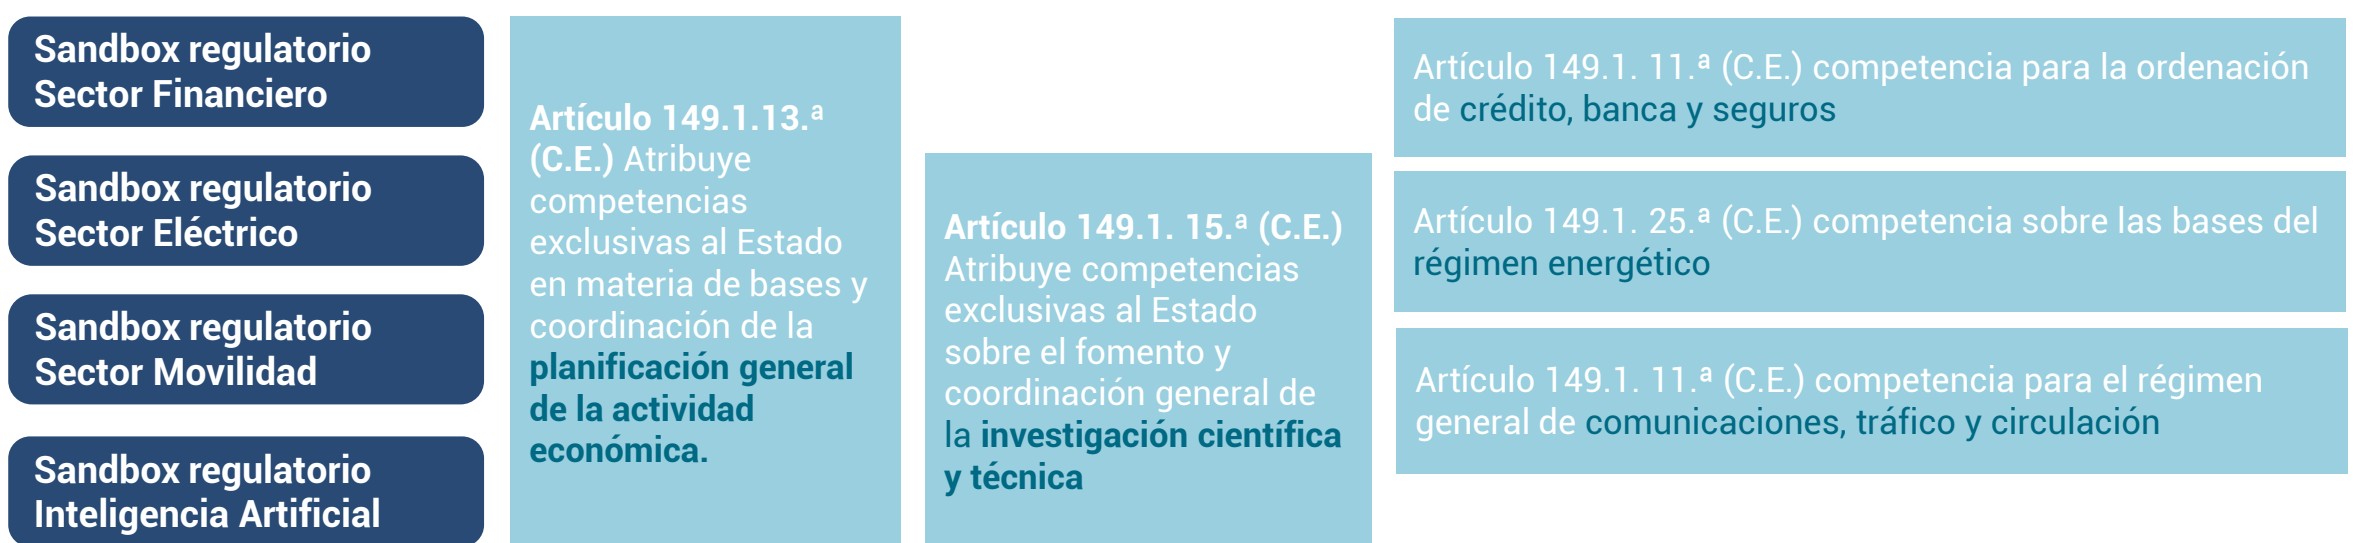 Sandbox regulatorio
Sector Financiero
Sandbox regulatorio
Sector Eléctrico
Sandbox regulatorio
Sector Movilidad
Sandbox regulatorio
Inteligencia Artificial
Artículo 149.1.13.ª
(C.E.) Atribuye
competencias
exclusivas al Estado
en materia de bases y
coordinación de la
planificación general
de la actividad
económica.
Artículo 149.1. 15.ª (C.E.)
Atribuye competencias
exclusivas al Estado
sobre el fomento y
coordinación general de
la investigación científica
y técnica
Artículo 149.1. 11.ª (C.E.) competencia para la ordenación
de crédito, banca y seguros
Artículo 149.1. 25.ª (C.E.) competencia sobre las bases del
régimen energético
Artículo 149.1. 11.ª (C.E.) competencia para el régimen
general de comunicaciones, tráfico y circulación